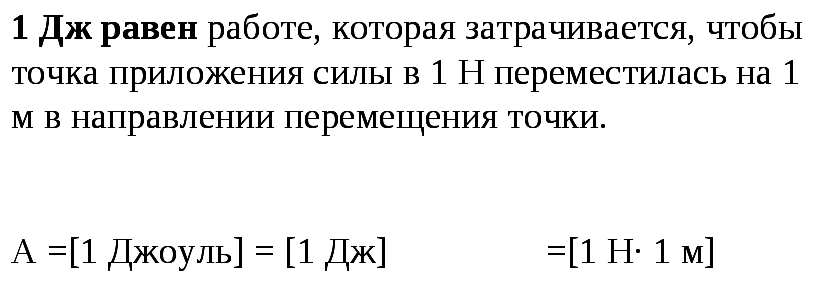 1 Дж равен работе, которая затрачивается, чтобы
точка приложения силы в 1 Н переместилась на 1
м в направлении перемещения точки.
А =[1 Джоуль] = [1 Дж] =[1 Н· 1 м]